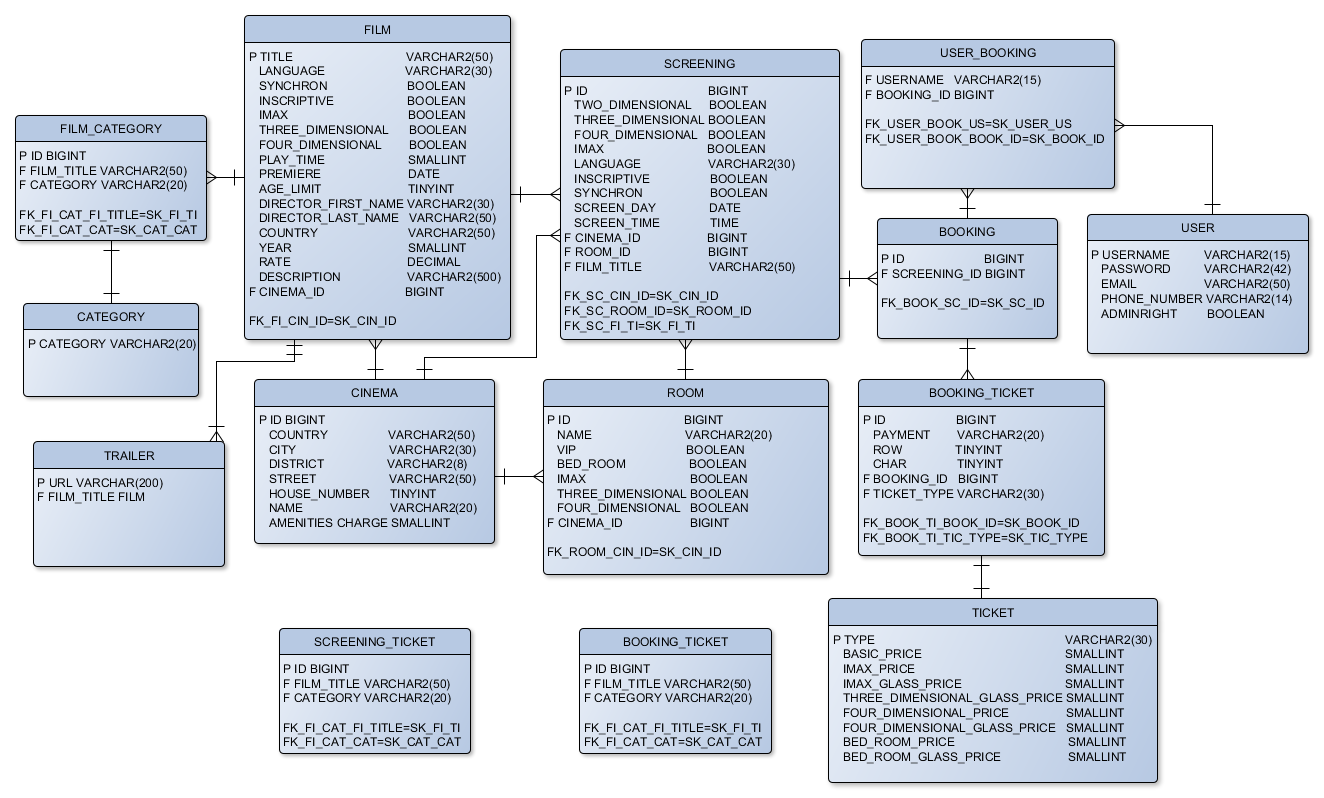 FILM
P TITLE VARCHAR2(50)
LANGUAGE VARCHAR2(30)
SYNCHRON BOOLEAN
INSCRIPTIVE BOOLEAN
IMAX BOOLEAN
THREE_DIMENSIONAL BOOLEAN
FOUR_DIMENSIONAL BOOLEAN
PLAY_TIME SMALLINT
PREMIERE DATE
AGE_LIMIT TINYINT
DIRECTOR_FIRST_NAME VARCHAR2(30)
DIRECTOR_LAST_NAME VARCHAR2(50)
COUNTRY VARCHAR2(50)
YEAR SMALLINT
RATE DECIMAL
DESCRIPTION VARCHAR2(500)
F CINEMA_ID BIGINT
FK_FI_CIN_ID=SK_CIN_ID
SCREENING
P ID BIGINT
TWO_DIMENSIONAL BOOLEAN
THREE_DIMENSIONAL BOOLEAN
FOUR_DIMENSIONAL BOOLEAN
IMAX BOOLEAN
LANGUAGE VARCHAR2(30)
INSCRIPTIVE BOOLEAN
SYNCHRON BOOLEAN
SCREEN_DAY DATE
SCREEN_TIME TIME
F CINEMA_ID BIGINT
F ROOM_ID BIGINT
F FILM_TITLE VARCHAR2(50)
FK_SC_CIN_ID=SK_CIN_ID
FK_SC_ROOM_ID=SK_ROOM_ID
FK_SC_FI_TI=SK_FI_TI
USER_BOOKING
F USERNAME VARCHAR2(15)
F BOOKING_ID BIGINT
FK_USER_BOOK_US=SK_USER_US
FK_USER_BOOK_BOOK_ID=SK_BOOK_ID
FILM_CATEGORY
P ID BIGINT
F FILM_TITLE VARCHAR2(50)
F CATEGORY VARCHAR2(20)
FK_FI_CAT_FI_TITLE=SK_FI_TI
FK_FI_CAT_CAT=SK_CAT_CAT
BOOKING
P ID BIGINT
F SCREENING_ID BIGINT
FK_BOOK_SC_ID=SK_SC_ID
USER
P USERNAME VARCHAR2(15)
PASSWORD VARCHAR2(42)
EMAIL VARCHAR2(50)
PHONE_NUMBER VARCHAR2(14)
ADMINRIGHT BOOLEAN
CATEGORY
P CATEGORY VARCHAR2(20)
CINEMA
P ID BIGINT
COUNTRY VARCHAR2(50)
CITY VARCHAR2(30)
DISTRICT VARCHAR2(8)
STREET VARCHAR2(50)
HOUSE_NUMBER TINYINT
NAME VARCHAR2(20)
AMENITIES CHARGE SMALLINT
ROOM
P ID BIGINT
NAME VARCHAR2(20)
VIP BOOLEAN
BED_ROOM BOOLEAN
IMAX BOOLEAN
THREE_DIMENSIONAL BOOLEAN
FOUR_DIMENSIONAL BOOLEAN
F CINEMA_ID BIGINT
FK_ROOM_CIN_ID=SK_CIN_ID
BOOKING_TICKET
P ID BIGINT
PAYMENT VARCHAR2(20)
ROW TINYINT
CHAR TINYINT
F BOOKING_ID BIGINT
F TICKET_TYPE VARCHAR2(30)
FK_BOOK_TI_BOOK_ID=SK_BOOK_ID
FK_BOOK_TI_TIC_TYPE=SK_TIC_TYPE
TRAILER
P URL VARCHAR(200)
F FILM_TITLE FILM
SCREENING_TICKET
P ID BIGINT
F FILM_TITLE VARCHAR2(50)
F CATEGORY VARCHAR2(20)
FK_FI_CAT_FI_TITLE=SK_FI_TI
FK_FI_CAT_CAT=SK_CAT_CAT
BOOKING_TICKET
P ID BIGINT
F FILM_TITLE VARCHAR2(50)
F CATEGORY VARCHAR2(20)
FK_FI_CAT_FI_TITLE=SK_FI_TI
FK_FI_CAT_CAT=SK_CAT_CAT
TICKET
P TYPE VARCHAR2(30)
BASIC_PRICE SMALLINT
IMAX_PRICE SMALLINT
IMAX_GLASS_PRICE SMALLINT
THREE_DIMENSIONAL_GLASS_PRICE SMALLINT
FOUR_DIMENSIONAL_PRICE SMALLINT
FOUR_DIMENSIONAL_GLASS_PRICE SMALLINT
BED_ROOM_PRICE SMALLINT
BED_ROOM_GLASS_PRICE SMALLINT